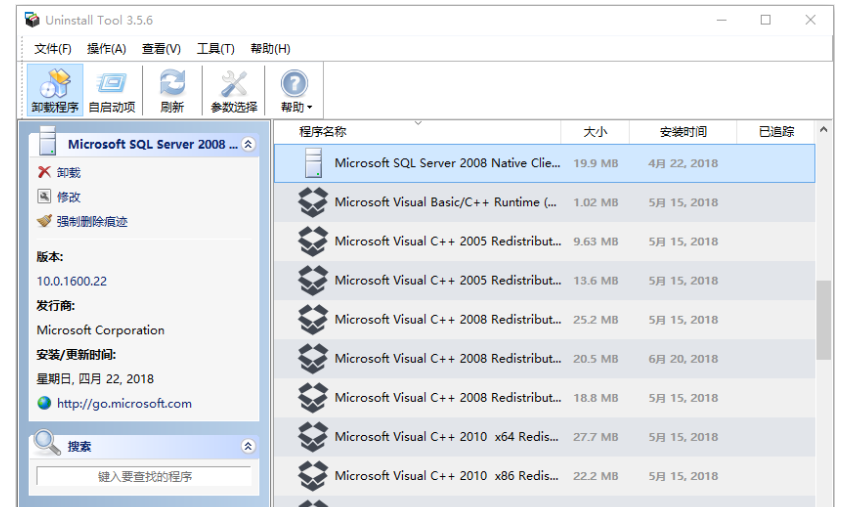 Uninstall Tool 3.5.6
文件(F) 操作(A) 查看(V) 工具(T) 帮助(H)
卸载程序 自启动项 刷新 参数选择 帮助
Microsoft SQL Server 2008 ...
卸载
修改
强制删除痕迹
版本:
10.0.1600.22
发行商:
Microsoft Corporation
安装/更新时间:
星期日, 四月 22, 2018
http://go.microsoft.com
搜索
键入要查找的程序
程序名称 大小 安装时间 已追踪
Microsoft SQL Server 2008 Native Clie... 19.9 MB 4月 22, 2018
Microsoft Visual Basic/C++ Runtime (... 1.02 MB 5月 15, 2018
Microsoft Visual C++ 2005 Redistribut... 9.63 MB 5月 15, 2018
Microsoft Visual C++ 2005 Redistribut... 13.6 MB 5月 15, 2018
Microsoft Visual C++ 2008 Redistribut... 25.2 MB 5月 15, 2018
Microsoft Visual C++ 2008 Redistribut... 20.5 MB 6月 20, 2018
Microsoft Visual C++ 2008 Redistribut... 18.8 MB 5月 15, 2018
Microsoft Visual C++ 2010 x64 Redis... 27.7 MB 5月 15, 2018
Microsoft Visual C++ 2010 x86 Redis... 22.2 MB 5月 15, 2018